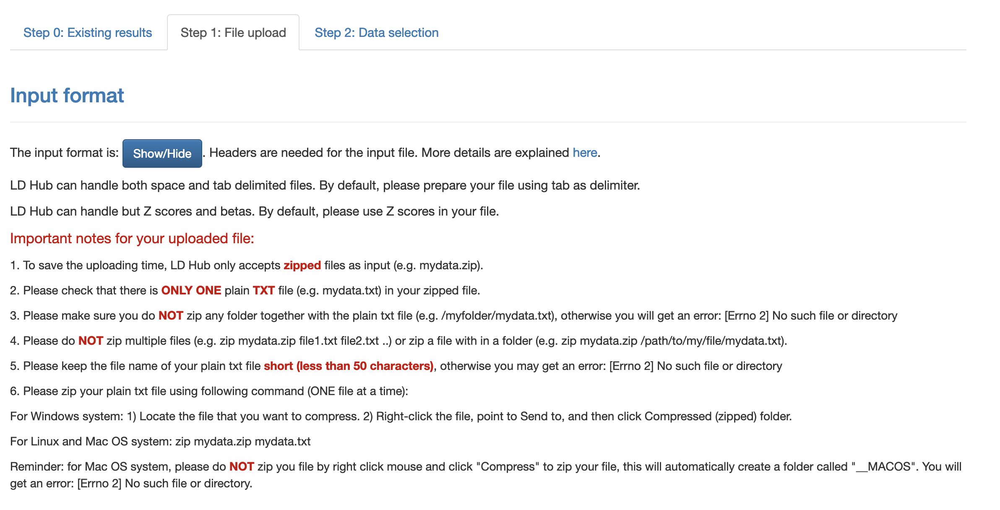 Step 0: Existing results
Step 1: File upload
Step 2: Data selection
Input format
The input format is: Show/Hide . Headers are needed for the input file. More details are explained here.
LD Hub can handle both space and tab delimited files. By default, please prepare your file using tab as delimiter.
LD Hub can handle but Z scores and betas. By default, please use Z scores in your file.
Important notes for your uploaded file:
1. To save the uploading time, LD Hub only accepts zipped files as input (e.g. mydata.zip).
2. Please check that there is ONLY ONE plain TXT file (e.g. mydata.txt) in your zipped file.
3. Please make sure you do NOT zip any folder together with the plain txt file (e.g. /myfolder/mydata.txt), otherwise you will get an error: [Errno 2] No such file or directory
4. Please do NOT zip multiple files (e.g. zip mydata.zip file1.txt file2.txt ..) or zip a file with in a folder (e.g. zip mydata.zip /path/to/my/file/mydata.txt).
5. Please keep the file name of your plain txt file short (less than 50 characters), otherwise you may get an error: [Errno 2] No such file or directory
6. Please zip your plain txt file using following command (ONE file at a time):
For Windows system: 1) Locate the file that you want to compress. 2) Right-click the file, point to Send to, and then click Compressed (zipped) folder.
For Linux and Mac OS system: zip mydata.zip mydata.txt
Reminder: for Mac OS system, please do NOT zip you file by right click mouse and click "Compress" to zip your file, this will automatically create a folder called "__MACOS". You will
get an error: [Errno 2] No such file or directory.